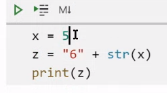 M↓
x = 5
z = "6" + str(x)
print(z)